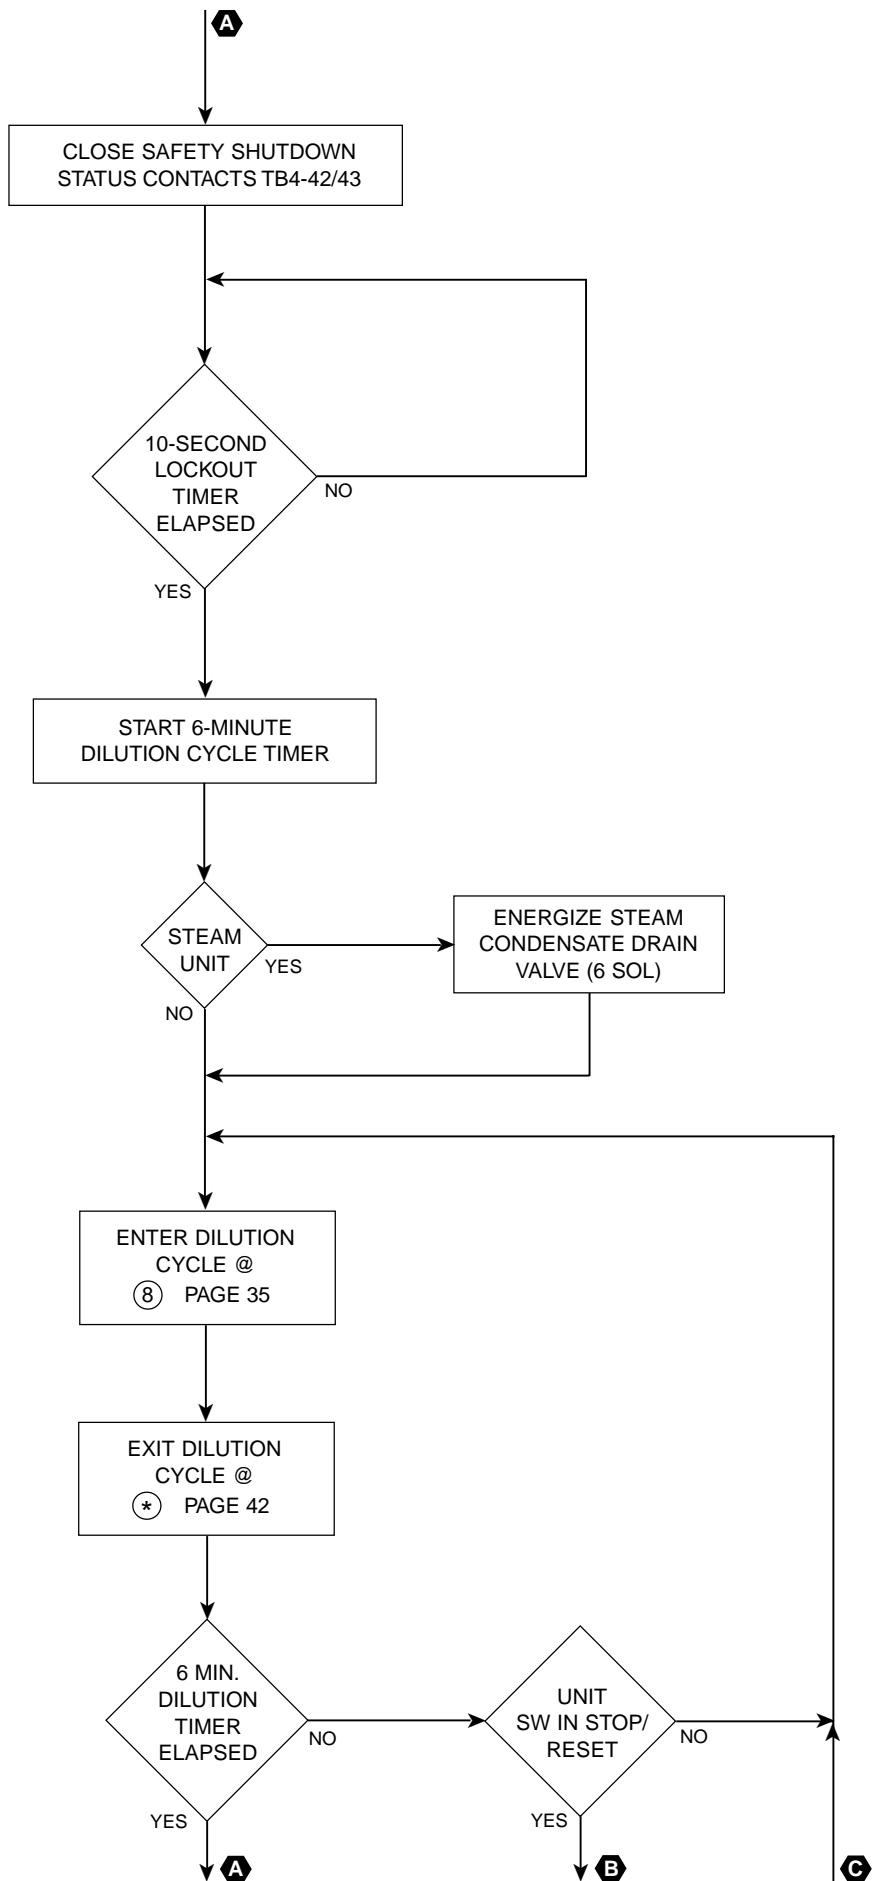 A
CLOSE SAFETY SHUTDOWN
STATUS CONTACTS TB4-42/43
10-SECOND
LOCKOUT
TIMER
ELAPSED
NO
YES
START 6-MINUTE
DILUTION CYCLE TIMER
STEAM
UNIT
YES
NO
ENERGIZE STEAM
CONDENSATE DRAIN
VALVE (6 SOL)
ENTER DILUTION
CYCLE @
8 PAGE 35
EXIT DILUTION
CYCLE @
* PAGE 42
6 MIN.
DILUTION
TIMER
ELAPSED
NO
YES
UNIT
SW IN STOP/
RESET
NO
YES
A
B
C